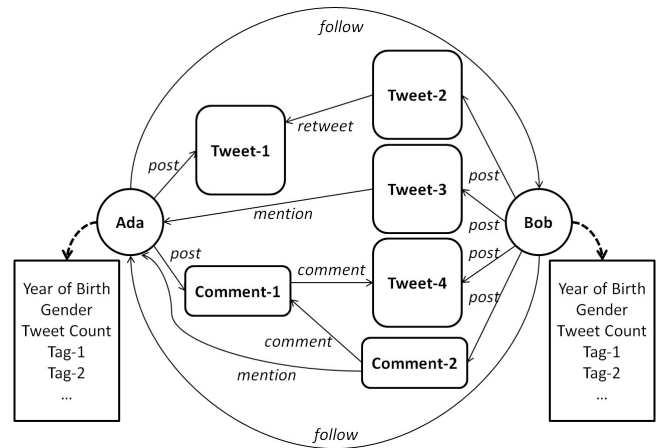 follow
Tweet-2
Tweet-1
retweet
post
Tweet-3
post
mention
post
Ada
Bob
post
post
comment
Tweet-4
post
Comment-1
comment
Comment-2
mention
Year of Birth
Gender
Tweet Count
Tag-1
Tag-2
...
Year of Birth
Gender
Tweet Count
Tag-1
Tag-2
...
follow